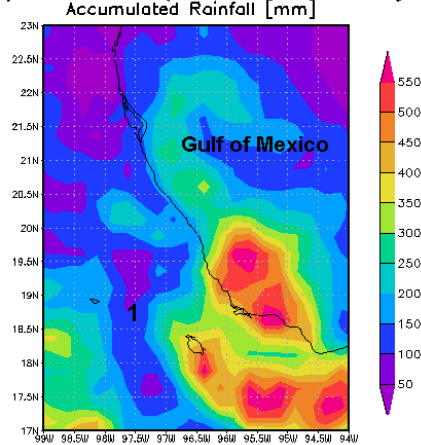 Accumulated Rainfall [mm]
23N
22.5N
22N
21.5N
21N
20.5N
20N
19.5N
19N
18.5N
18N
17.5N
17N
Gulf of Mexico
1
99W 98.5W 98W 97.5W 97W 96.5W 96W 95.5W 95W 94.5W 94W
550
500
450
400
350
300
250
200
150
100
50